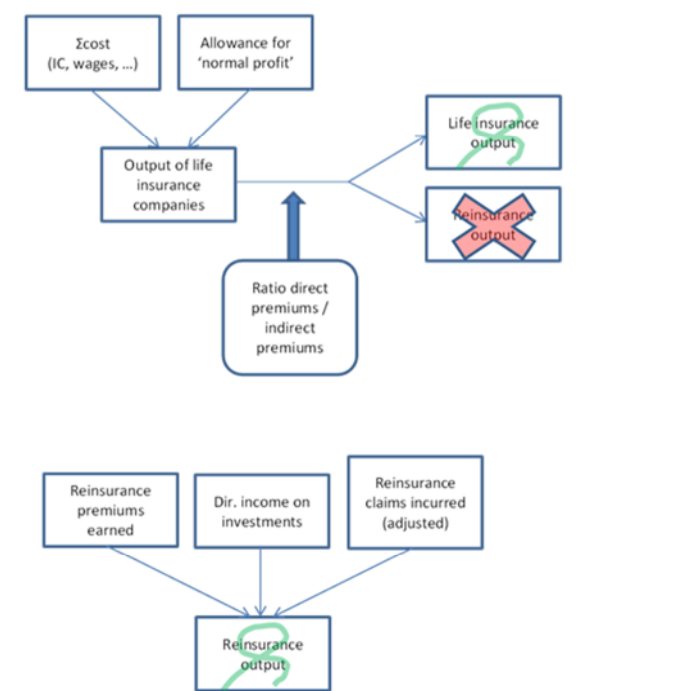 Σcost
(IC, wages, …)
Allowance for
‘normal profit’
Output of life
insurance
companies
Life insurance
output
Reinsurance
output
Ratio direct
premiums /
indirect
premiums
Reinsurance
premiums
earned
Dir. income on
investments
Reinsurance
claims incurred
(adjusted)
Reinsurance
output